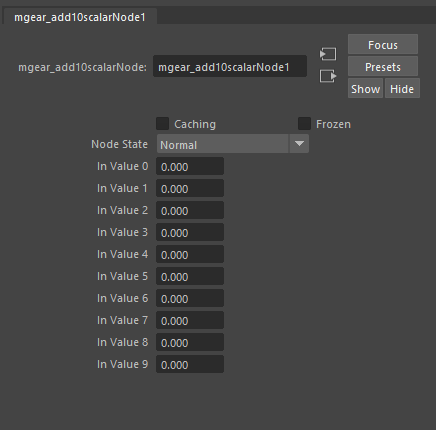 mgear_add10scalarNode1
Focus
mgear_add10scalarNode: mgear_add10scalarNode1
Presets
Show Hide
Caching Frozen
Node State Normal
In Value 0 0.000
In Value 1 0.000
In Value 2 0.000
In Value 3 0.000
In Value 4 0.000
In Value 5 0.000
In Value 6 0.000
In Value 7 0.000
In Value 8 0.000
In Value 9 0.000